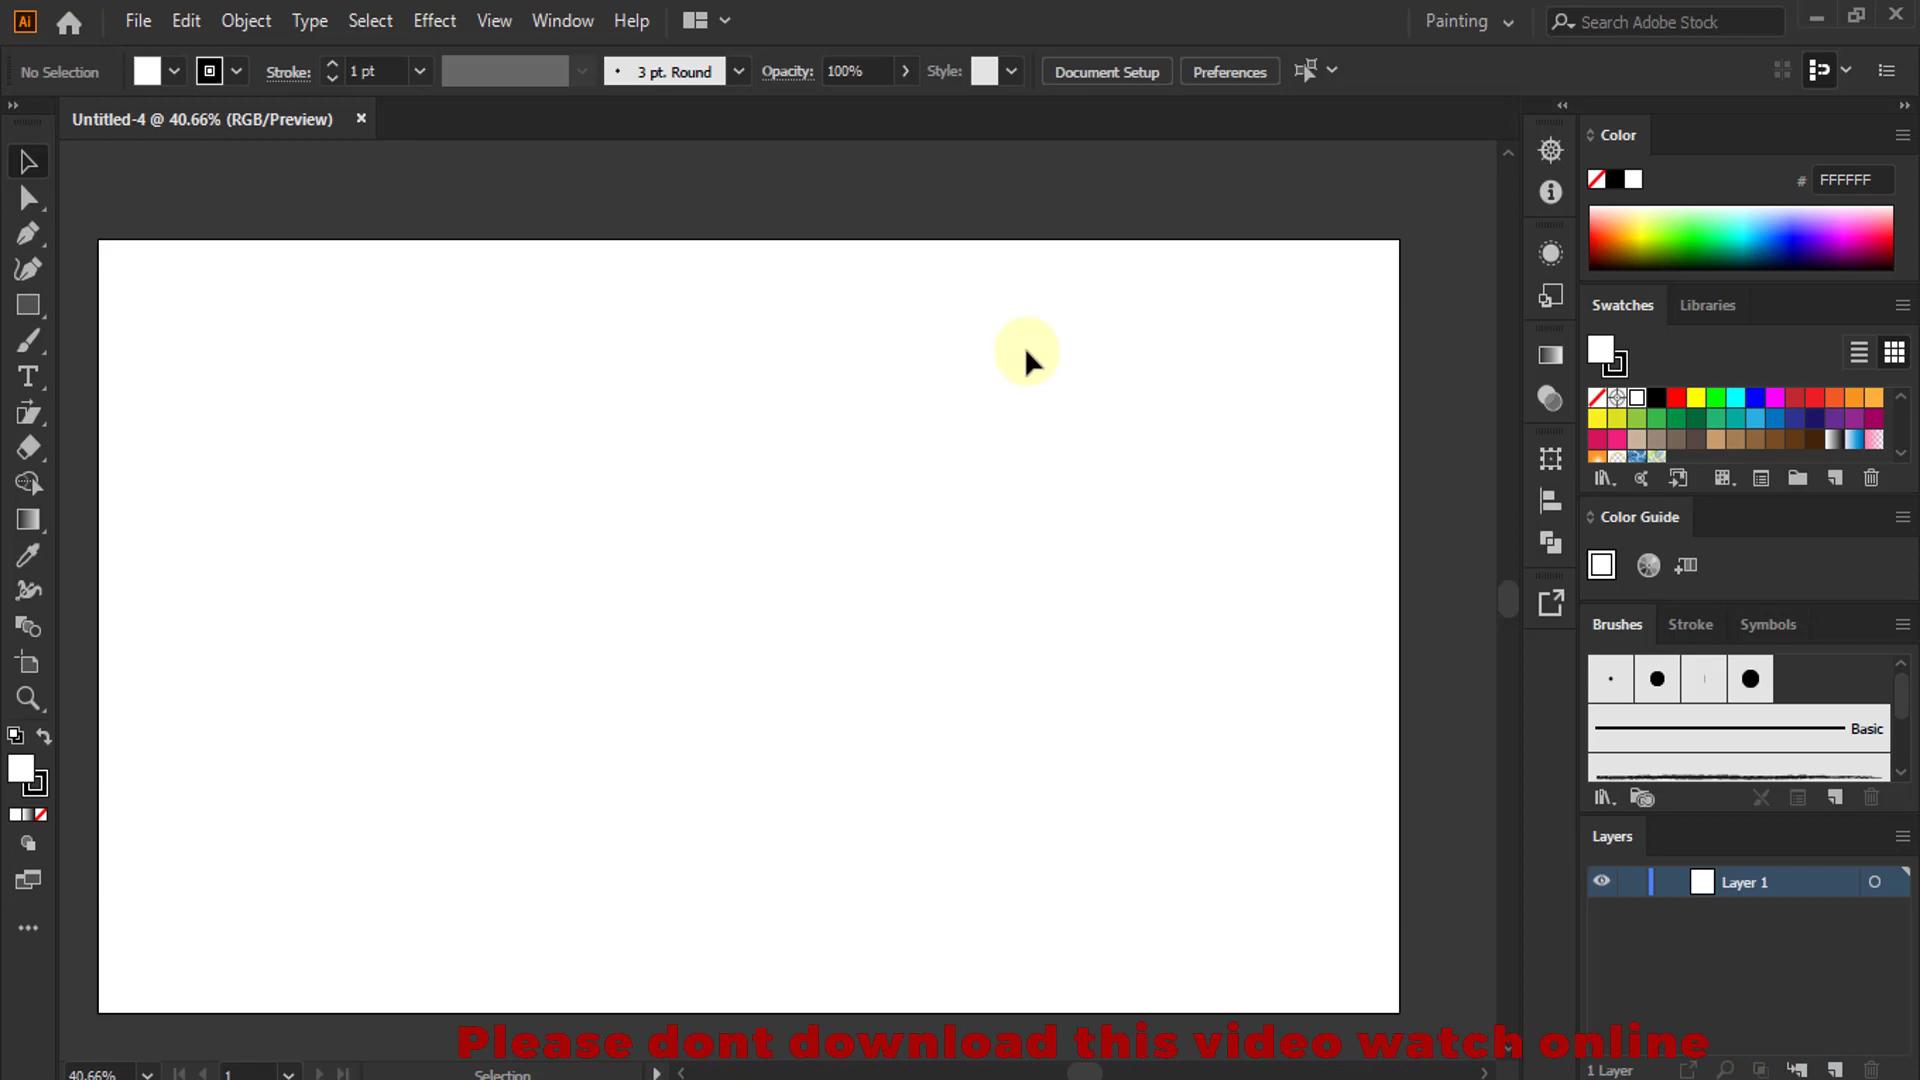 Ai File Edit Object Type Select Effect View Window Help Painting Search Adobe Stock
No Selection Stroke: 1 pt 3 pt. Round Opacity: 100% Style: Document Setup Preferences
Untitled-4 @ 40.66% (RGB/Preview) ×
Color
# FFFFFF
Swatches Libraries
Color Guide
Brushes Stroke Symbols
Basic
Layers
Layer 1
Please dont download this video watch online
40.66% 1 Selection 1 Layer